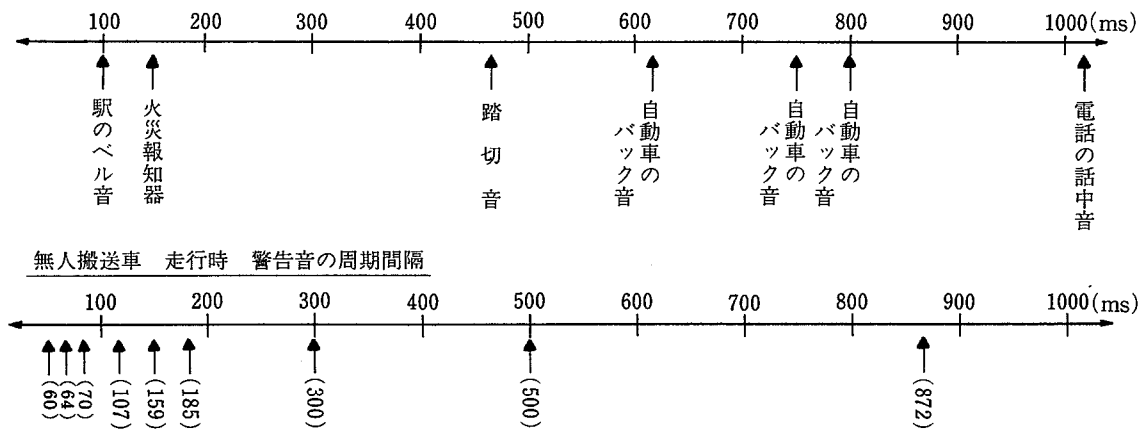 100 200 300 400 500 600 700 800 900 1000(ms)
駅のベル音
火災報知器
踏切音
自動車の
バック音
自動車の
バック音
自動車の
バック音
電話の話中音
無人搬送車 走行時 警告音の周期間隔
100 200 300 400 500 600 700 800 900 1000(ms)
(60)
(64)
(70)
(107)
(159)
(185)
(300)
(500)
(872)